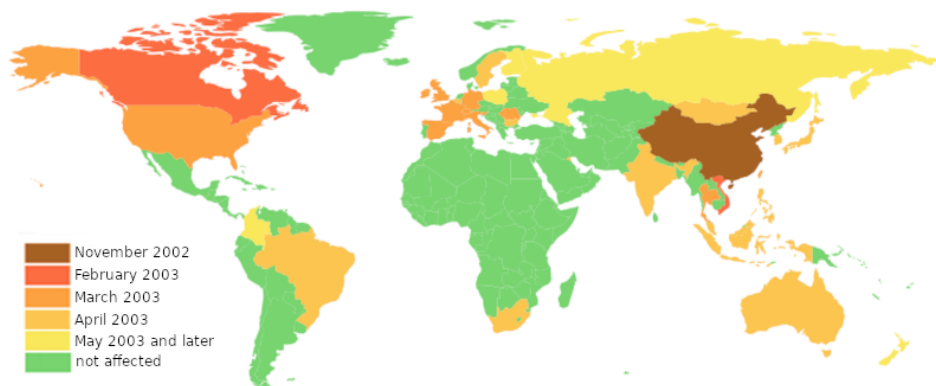 November 2002
February 2003
March 2003
April 2003
May 2003 and later
not affected